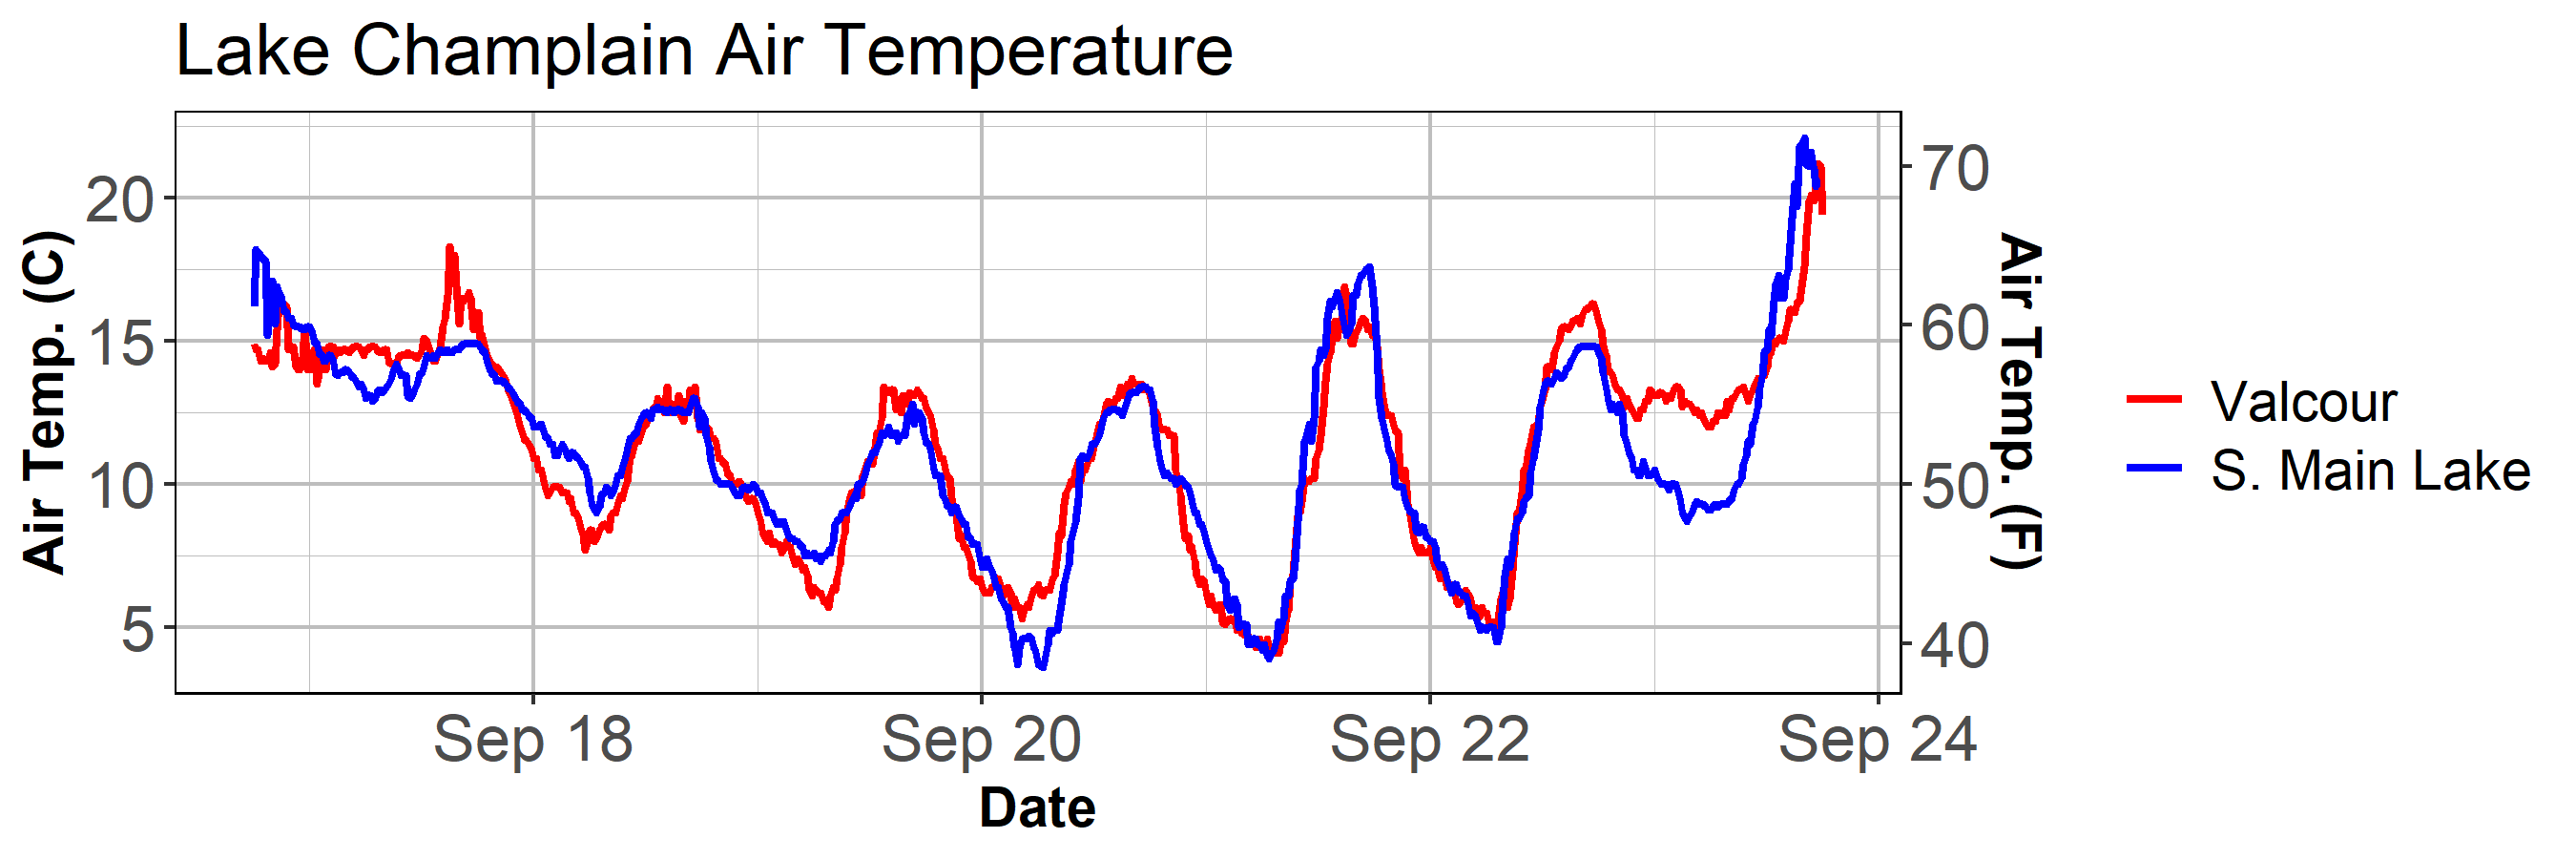 Lake Champlain Air Temperature
Air Temp. (C)
20
15
10
5
70
60
50
40
Air Temp. (F)
Sep 18
Sep 20
Sep 22
Sep 24
Date
Valcour
S. Main Lake